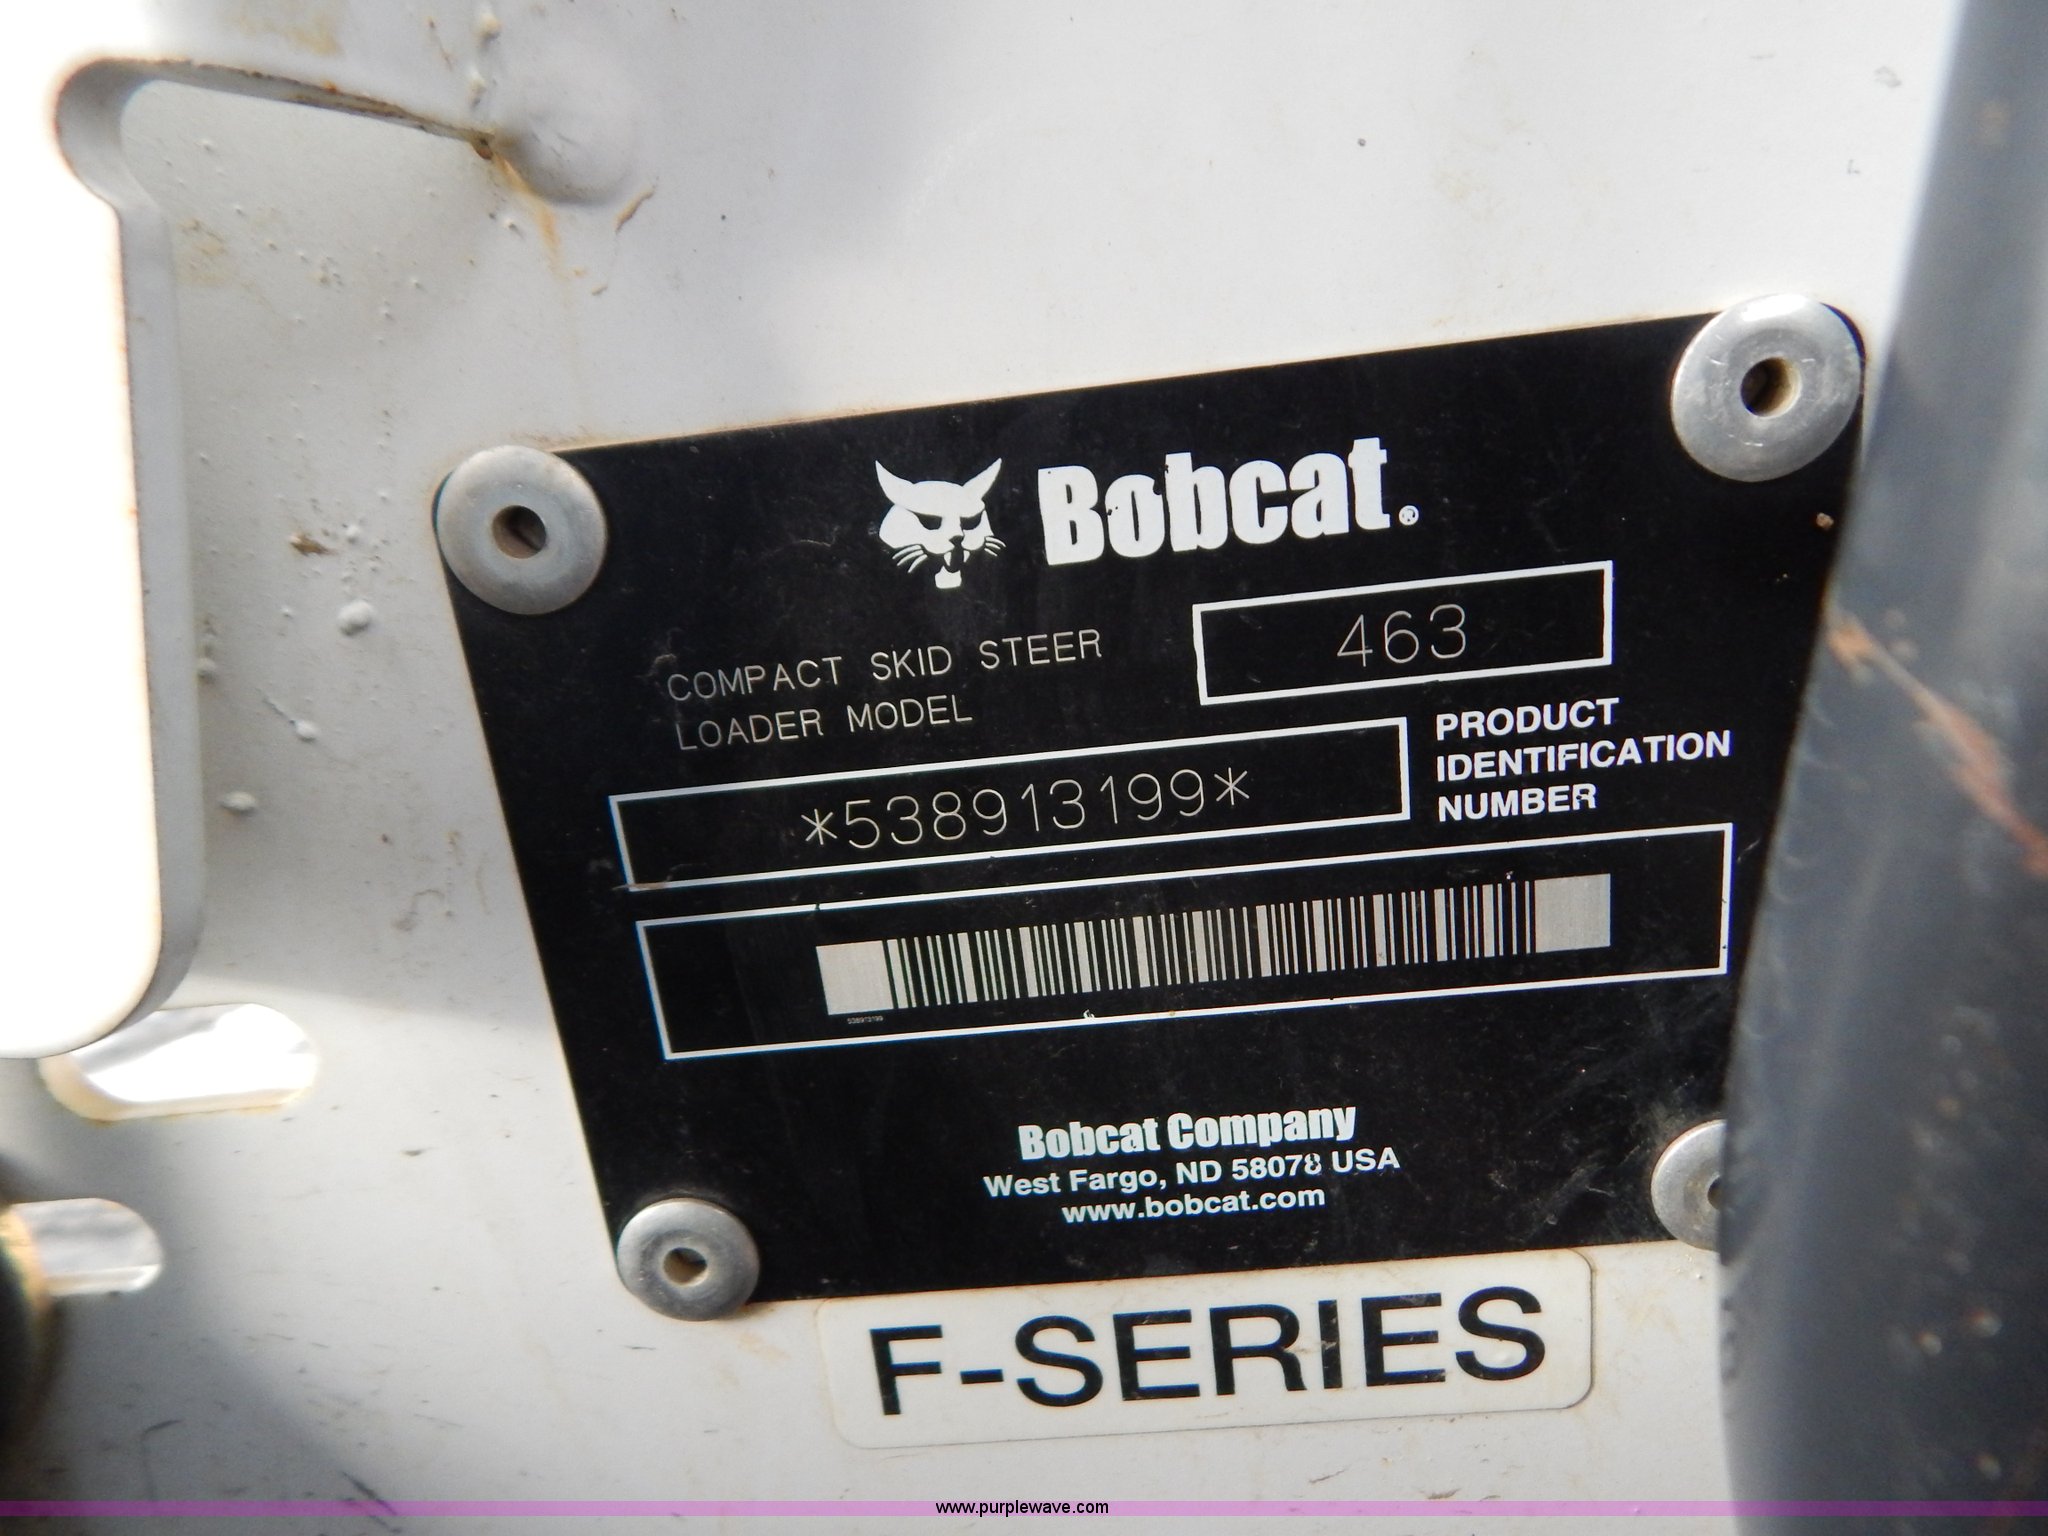 Bobcat.®
COMPACT SKID STEER
LOADER MODEL
463
*538913199*
PRODUCT
IDENTIFICATION
NUMBER
538913199
Bobcat Company
West Fargo, ND 58078 USA
www.bobcat.com
F-SERIES
www.purplewave.com